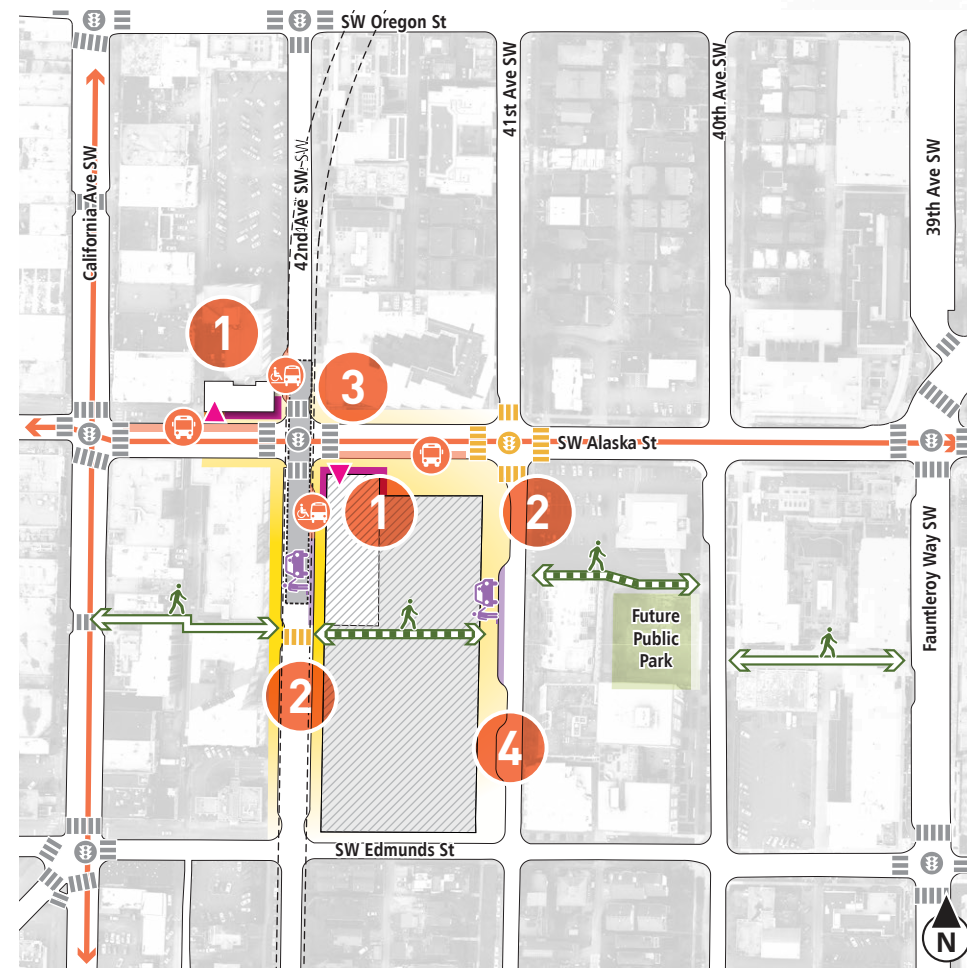 SW Oregon St
41st Ave SW
40th Ave SW
39th Ave SW
California Ave SW
42nd Ave SW
SW
1
3
SW Alaska St
1
2
Future
Public
Park
Fauntleroy Way SW
2
4
SW Edmunds St
N